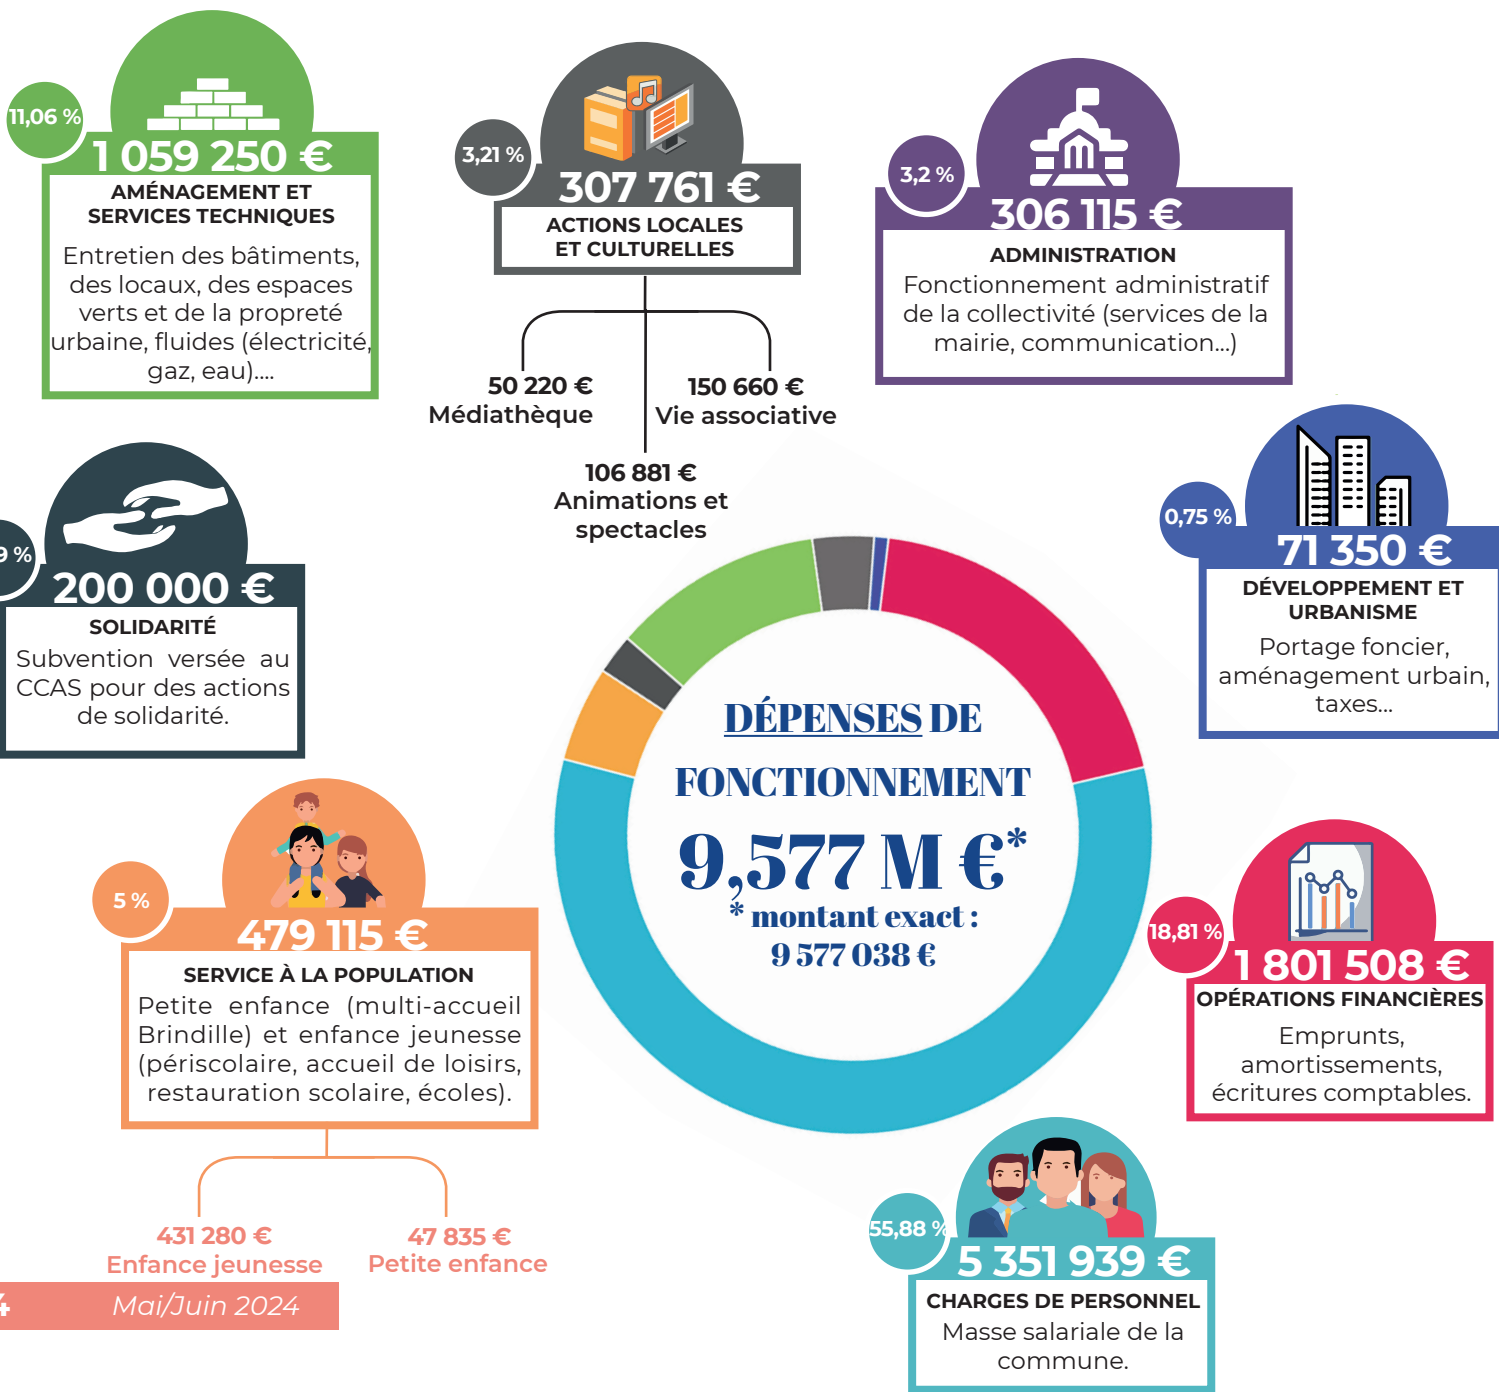 11,06 %
1 059 250 €
AMÉNAGEMENT ET
SERVICES TECHNIQUES
Entretien des bâtiments,
des locaux, des espaces
verts et de la propreté
urbaine, fluides (électricité,
gaz, eau)....
3,21 %
307 761 €
ACTIONS LOCALES
ET CULTURELLES
50 220 €
Médiathèque
150 660 €
Vie associative
106 881 €
Animations et
spectacles
3,2 %
306 115 €
ADMINISTRATION
Fonctionnement administratif
de la collectivité (services de la
mairie, communication...)
9 %
200 000 €
SOLIDARITÉ
Subvention versée au
CCAS pour des actions
de solidarité.
0,75 %
71 350 €
DÉVELOPPEMENT ET
URBANISME
Portage foncier,
aménagement urbain,
taxes...
DÉPENSES DE
FONCTIONNEMENT
9,577 M €*
* montant exact :
9 577 038 €
5 %
479 115 €
SERVICE À LA POPULATION
Petite enfance (multi-accueil
Brindille) et enfance jeunesse
(périscolaire, accueil de loisirs,
restauration scolaire, écoles).
431 280 €
Enfance jeunesse
47 835 €
Petite enfance
18,81 %
1 801 508 €
OPÉRATIONS FINANCIÈRES
Emprunts,
amortissements,
écritures comptables.
55,88 %
5 351 939 €
CHARGES DE PERSONNEL
Masse salariale de la
commune.
4
Mai/Juin 2024